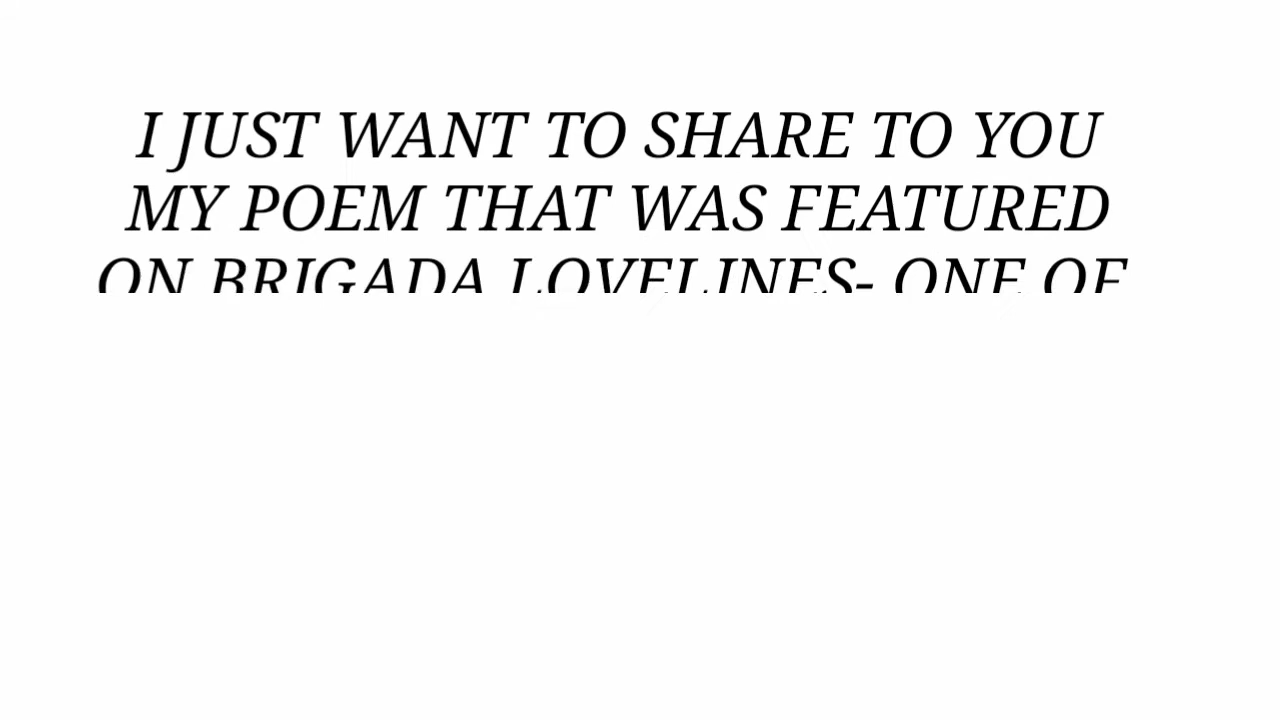 I JUST WANT TO SHARE TO YOU
MY POEM THAT WAS FEATURED
ON BRIGADA LOVELINES- ONE OF